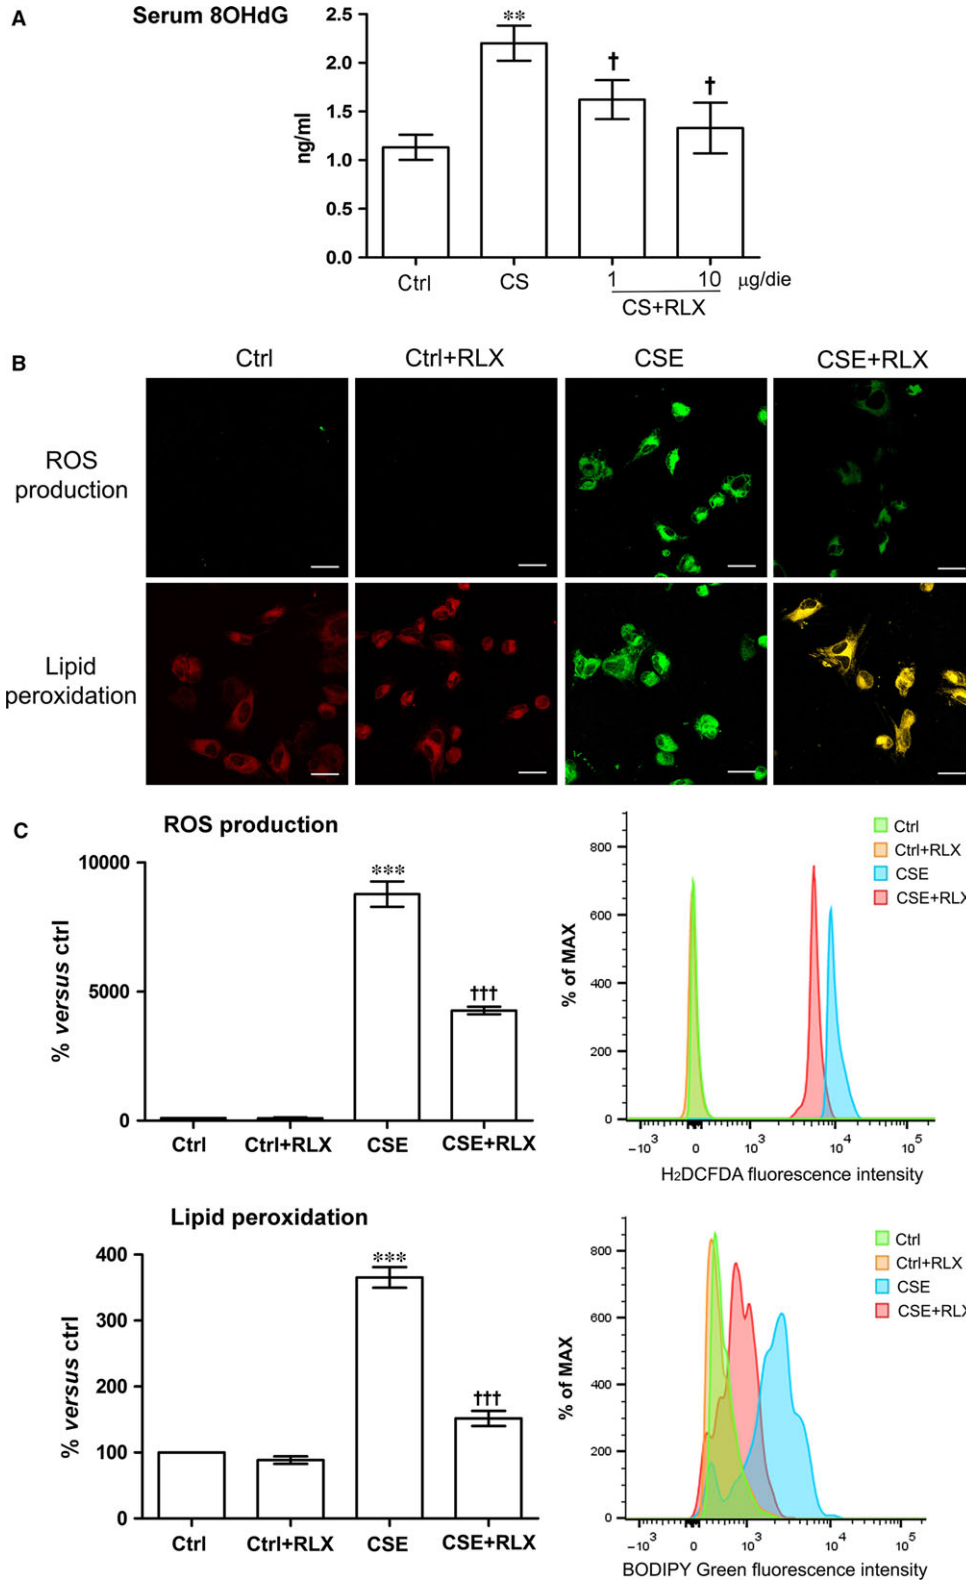 A
Serum 8OHdG
ng/ml
2.5
2.0
1.5
1.0
0.5
0.0
**
†
†
Ctrl
CS
1
10
μg/die
CS+RLX
B
Ctrl
Ctrl+RLX
CSE
CSE+RLX
ROS
production
Lipid
peroxidation
C
ROS production
% versus ctrl
10000
5000
0
***
†††
Ctrl
Ctrl+RLX
CSE
CSE+RLX
% of MAX
800
600
400
200
0
Ctrl
Ctrl+RLX
CSE
CSE+RLX
−10³
0
10³
10⁴
10⁵
H₂DCFDA fluorescence intensity
Lipid peroxidation
% versus ctrl
400
300
200
100
0
***
†††
Ctrl
Ctrl+RLX
CSE
CSE+RLX
% of MAX
800
600
400
200
0
Ctrl
Ctrl+RLX
CSE
CSE+RLX
−10³
0
10³
10⁴
10⁵
BODIPY Green fluorescence intensity